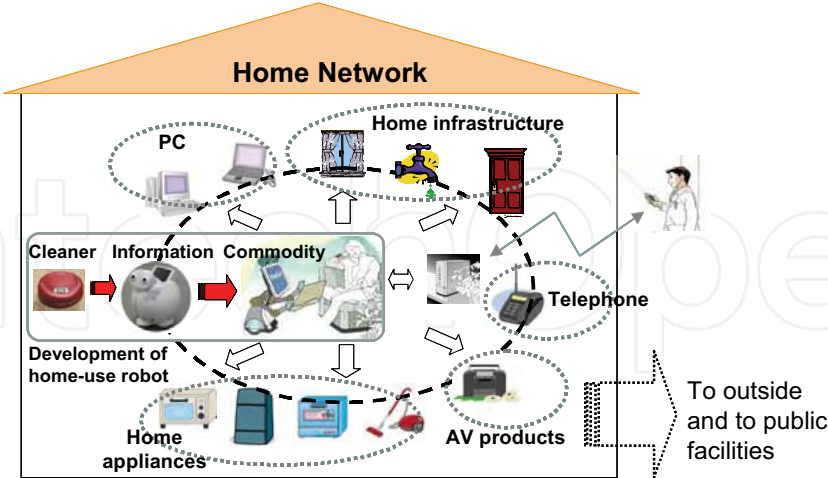 Home Network
PC
Home infrastructure
Cleaner
Information
Commodity
Telephone
Development of
home-use robot
Home
appliances
AV products
To outside
and to public
facilities